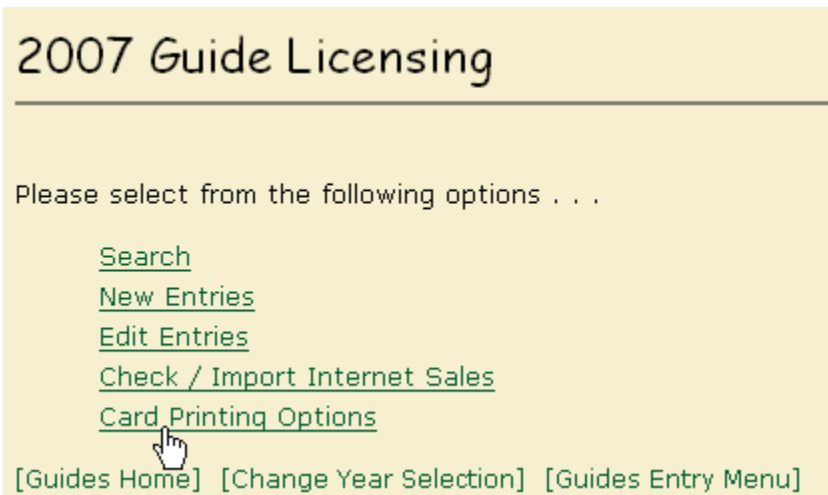 2007 Guide Licensing
Please select from the following options . . .
Search
New Entries
Edit Entries
Check / Import Internet Sales
Card Printing Options
[Guides Home] [Change Year Selection] [Guides Entry Menu]